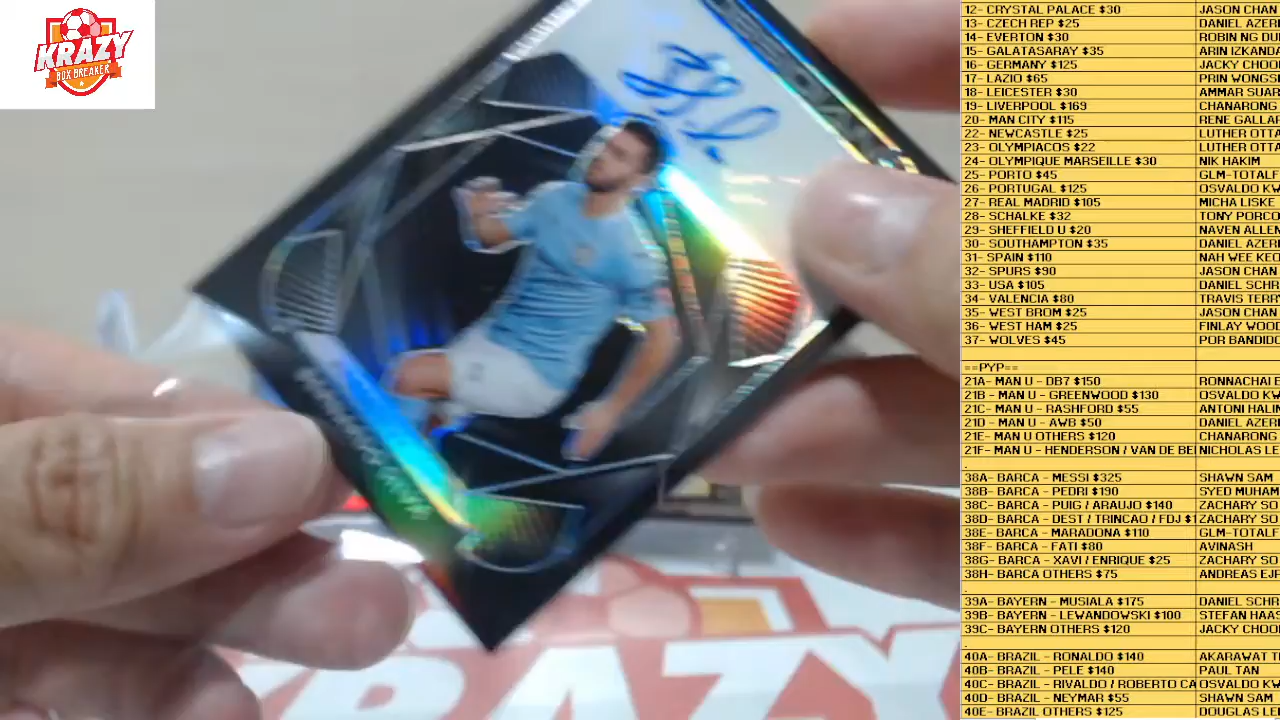 KRAZY
BOX BREAKER
12- CRYSTAL PALACE $30 JASON CHAN
13- CZECH REP $25 DANIEL AZER
14- EVERTON $30 ROBIN NG DU
15- GALATASARAY $35 ARIN IZKAND
16- GERMANY $125 JACKY CHOO
17- LAZIO $65 PRIN WONGS
18- LEICESTER $30 AMMAR SUAR
19- LIVERPOOL $169 CHANARONG
20- MAN CITY $115 RENE GALLA
22- NEWCASTLE $25 LUTHER OTTA
23- OLYMPIACOS $22 LUTHER OTTA
24- OLYMPIQUE MARSEILLE $30 NIK HAKIM
25- PORTO $45 GLM-TOTALF
26- PORTUGAL $125 OSVALDO KW
27- REAL MADRID $105 MICHA LISKE
28- SCHALKE $32 TONY PORCO
29- SHEFFIELD U $20 NAVEN ALLEN
30- SOUTHAMPTON $35 DANIEL AZER
31- SPAIN $110 NAH WEE KEO
32- SPURS $90 JASON CHAN
33- USA $105 DANIEL SCHR
34- VALENCIA $80 TRAVIS TERR
35- WEST BROM $25 JASON CHAN
36- WEST HAM $25 FINLAY WOOD
37- WOLVES $45 POR BANDIDO
==PYP==
21A- MAN U - DB7 $150 RONNACHAI E
21B - MAN U - GREENWOOD $130 OSVALDO KW
21C- MAN U - RASHFORD $55 ANTONI HALI
21D - MAN U - AWB $50 DANIEL AZER
21E- MAN U OTHERS $120 CHANARONG
21F- MAN U - HENDERSON / VAN DE BE NICHOLAS LE
.
38A- BARCA - MESSI $325 SHAWN SAM
38B- BARCA - PEDRI $190 SYED MUHAM
38C- BARCA - PUIG / ARAUJO $140 ZACHARY SO
38D- BARCA - DEST / TRINCAO / FDJ $1 ZACHARY SO
38E- BARCA - MARADONA $110 GLM-TOTALF
38F- BARCA - FATI $80 AVINASH
38G- BARCA - XAVI / ENRIQUE $25 ZACHARY SO
38H- BARCA OTHERS $75 ANDREAS EJF
.
39A- BAYERN - MUSIALA $175 DANIEL SCHR
39B- BAYERN - LEWANDOWSKI $100 STEFAN HAAS
39C- BAYERN OTHERS $120 JACKY CHOO
.
40A- BRAZIL - RONALDO $140 AKARAWAT T
40B- BRAZIL - PELE $140 PAUL TAN
40C- BRAZIL - RIVALDO / ROBERTO CA OSVALDO KW
40D- BRAZIL - NEYMAR $55 SHAWN SAM
40E- BRAZIL OTHERS $125 DOUGLAS LEI
KRAZY